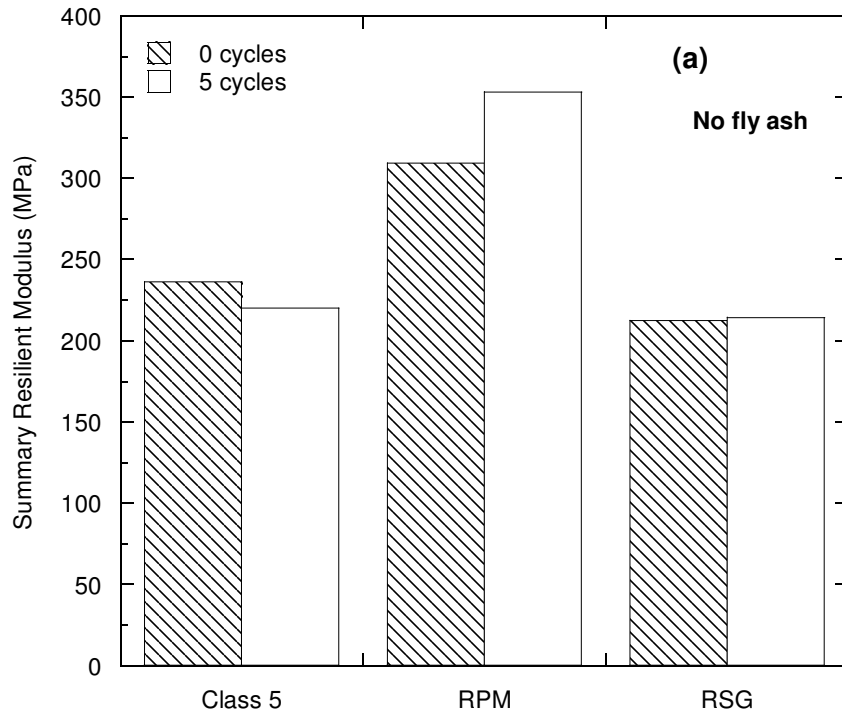 400
350
300
250
200
150
100
50
0
Summary Resilient Modulus (MPa)
0 cycles
5 cycles
(a)
No fly ash
Class 5 RPM RSG